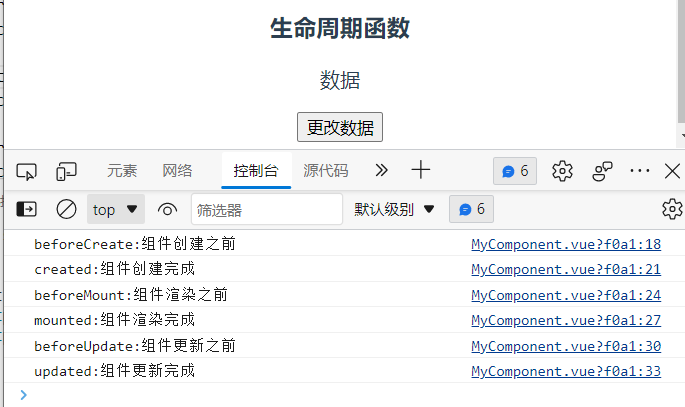 生命周期函数
数据
更改数据
元素 网络 控制台 源代码 6
top 筛选器 默认级别 6
beforeCreate:组件创建之前 MyComponent.vue?f0a1:18
created:组件创建完成 MyComponent.vue?f0a1:21
beforeMount:组件渲染之前 MyComponent.vue?f0a1:24
mounted:组件渲染完成 MyComponent.vue?f0a1:27
beforeUpdate:组件更新之前 MyComponent.vue?f0a1:30
updated:组件更新完成 MyComponent.vue?f0a1:33